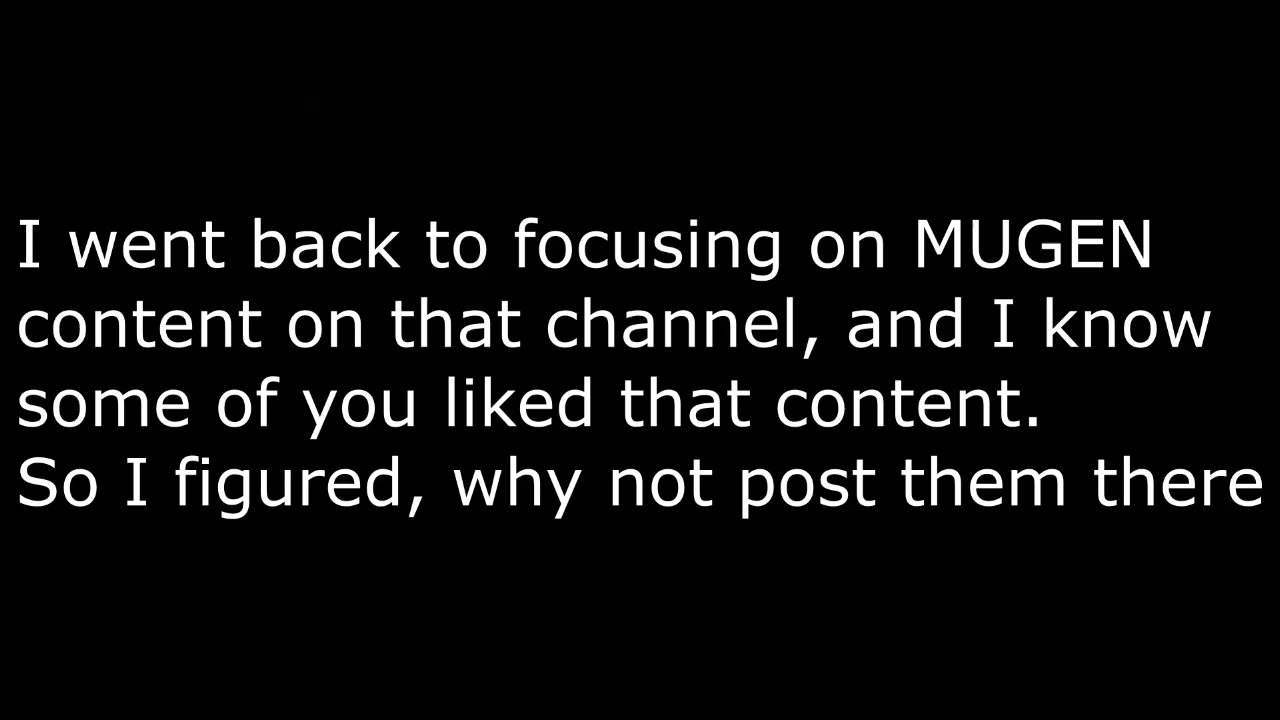 I went back to focusing on MUGEN
content on that channel, and I know
some of you liked that content.
So I figured, why not post them there